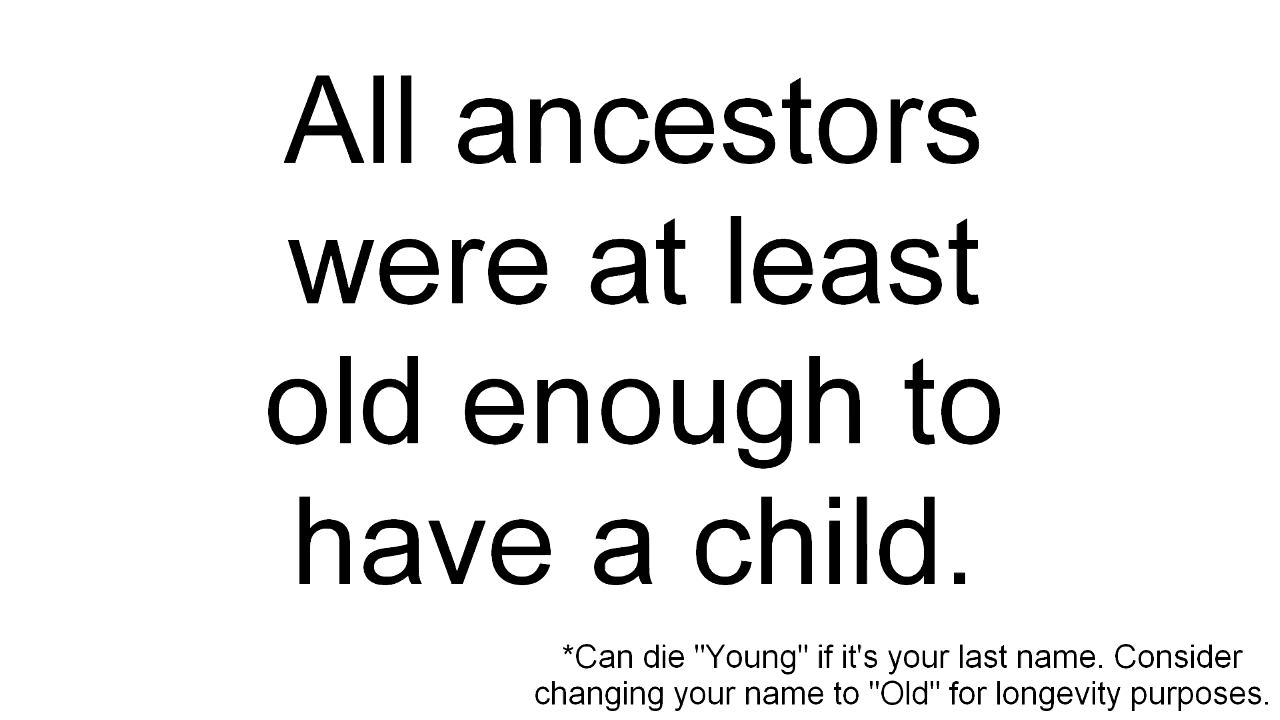 All ancestors
were at least
old enough to
have a child.
*Can die "Young" if it's your last name. Consider
changing your name to "Old" for longevity purposes.